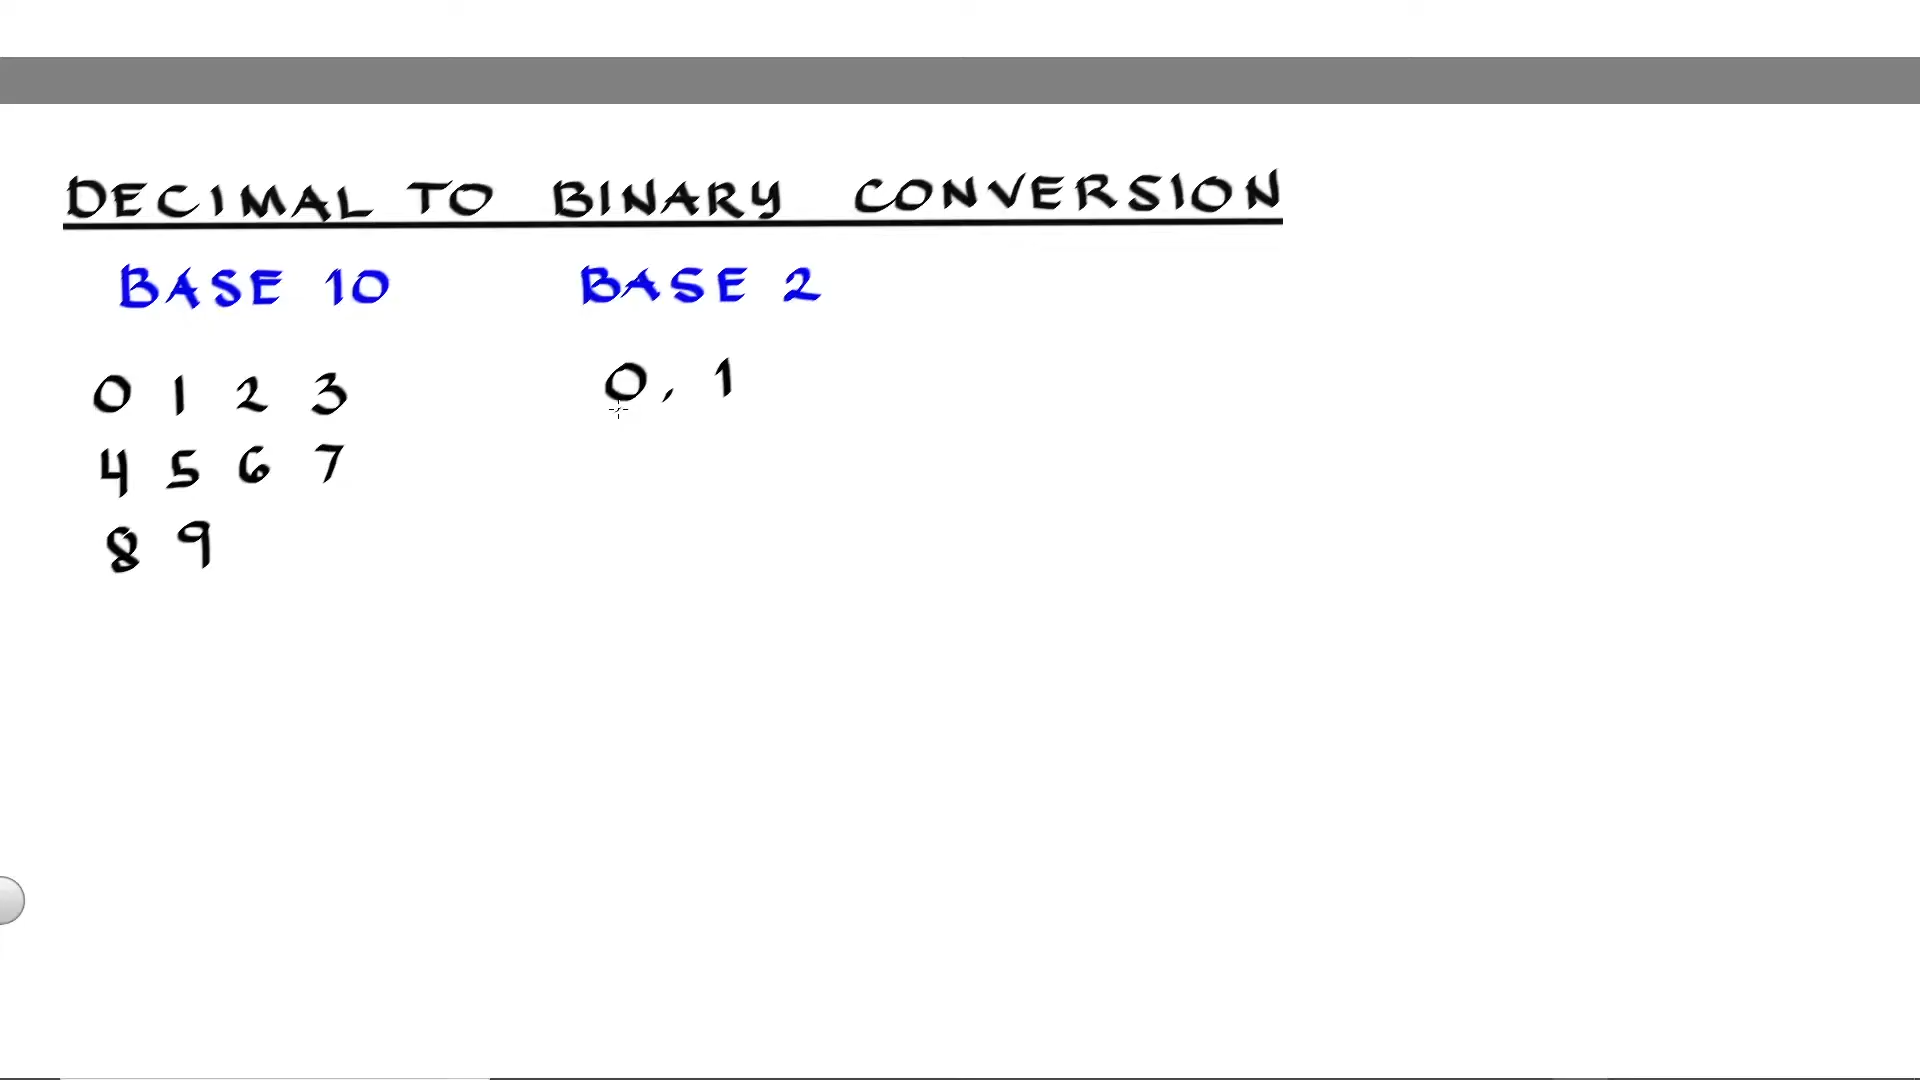 DECIMAL TO BINARY CONVERSION
BASE 10
0 1 2 3
4 5 6 7
8 9
BASE 2
0, 1